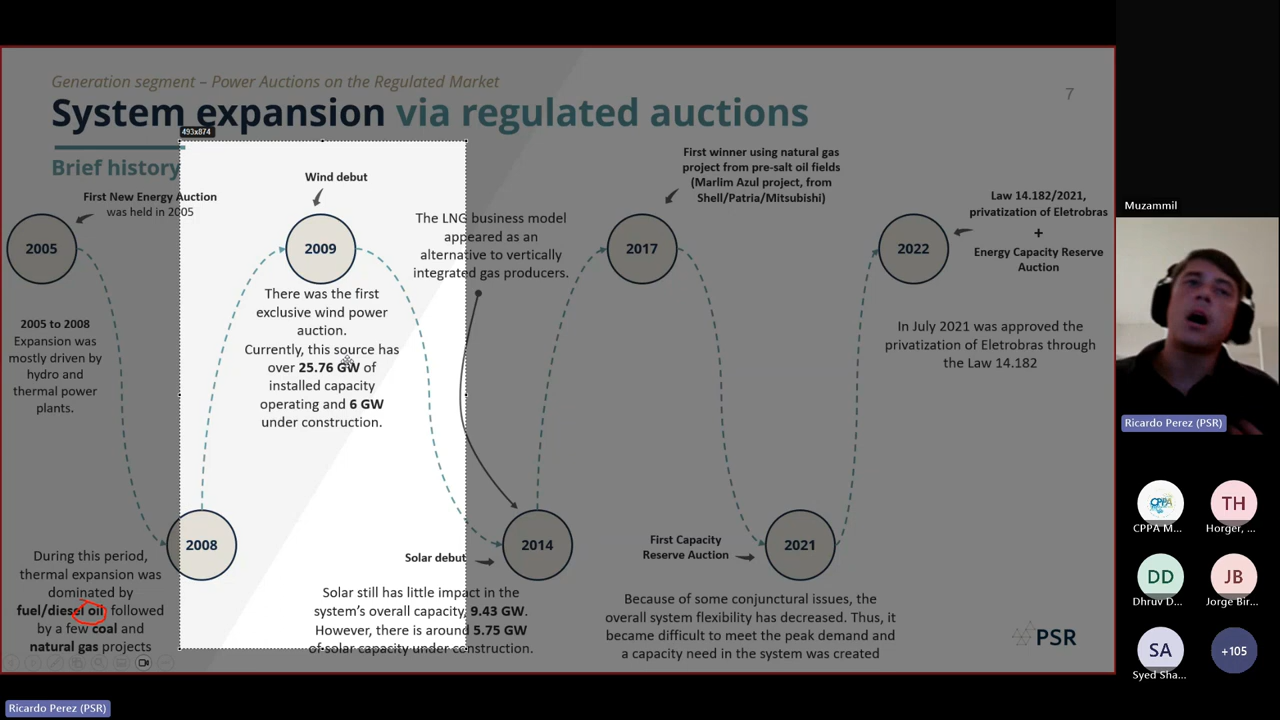 Generation segment – Power Auctions on the Regulated Market
7
System expansion via regulated auctions
493x874
Brief history
First New Energy Auction
was held in 2005
2005
2005 to 2008
Expansion was
mostly driven by
hydro and
thermal power
plants.
During this period,
thermal expansion was
dominated by
fuel/diesel oil followed
by a few coal and
natural gas projects
2008
Wind debut
2009
There was the first
exclusive wind power
auction.
Currently, this source has
over 25.76 GW of
installed capacity
operating and 6 GW
under construction.
The LNG business model
appeared as an
alternative to vertically
integrated gas producers.
Solar debut
2014
Solar still has little impact in the
system's overall capacity, 9.43 GW.
However, there is around 5.75 GW
of solar capacity under construction.
First winner using natural gas
project from pre-salt oil fields
(Marlim Azul project, from
Shell/Patria/Mitsubishi)
2017
First Capacity
Reserve Auction
2021
Because of some conjunctural issues, the
overall system flexibility has decreased. Thus, it
became difficult to meet the peak demand and
a capacity need in the system was created
2022
Law 14.182/2021,
privatization of Eletrobras
+
Energy Capacity Reserve
Auction
In July 2021 was approved the
privatization of Eletrobras through
the Law 14.182
PSR
Ricardo Perez (PSR)
Muzammil
Ricardo Perez (PSR)
CPPA
CPPA M...
TH
Horger, ...
DD
Dhruv D...
JB
Jorge Bir...
SA
Syed Sha...
+105